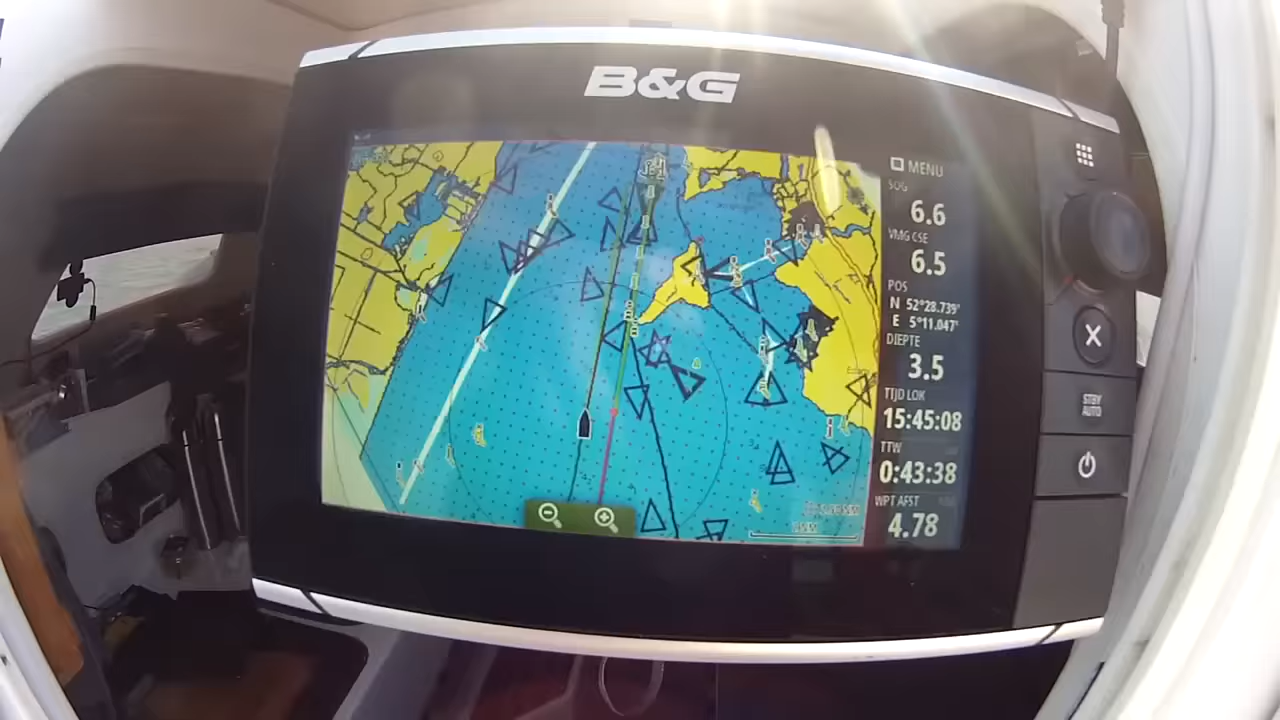 B&G
MENU
SOG
6.6
VMG CSE
6.5
POS
N 52°28.739'
E 5°11.047'
DIEPTE
3.5
TIJD LOK
15:45:08
TTW
0:43:38
WPT AFST
4.78
STBY
AUTO